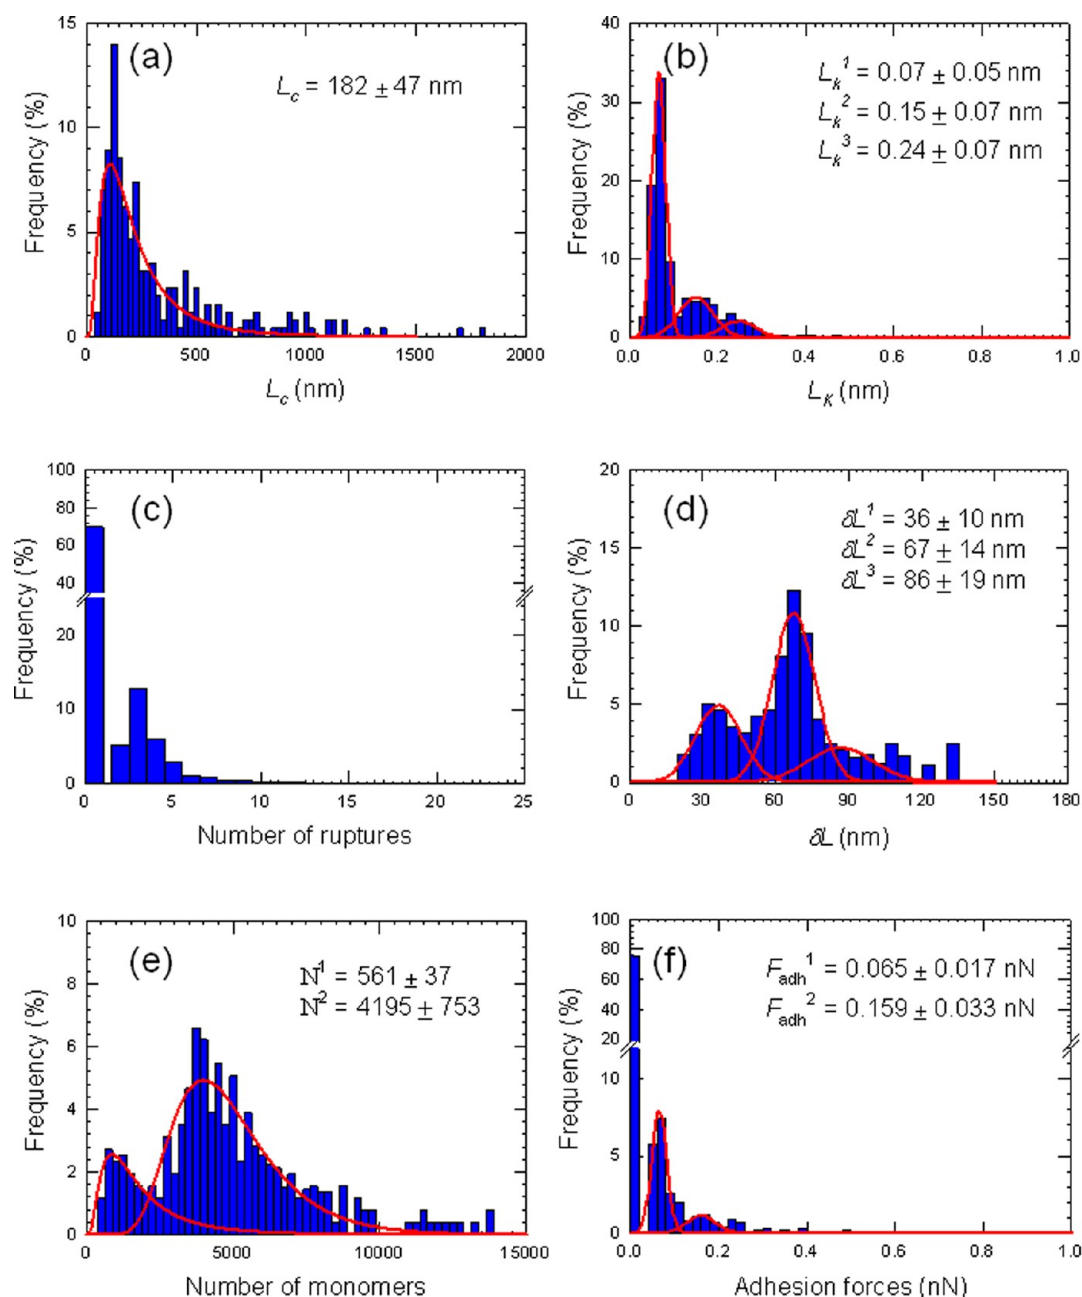 15
10
5
0
0
500
1000
1500
2000
Frequency (%)
(a)
L_c = 182 ± 47 nm
L_c (nm)
40
30
20
10
0
0.0
0.2
0.4
0.6
0.8
1.0
Frequency (%)
(b)
L_k^1 = 0.07 ± 0.05 nm
L_k^2 = 0.15 ± 0.07 nm
L_k^3 = 0.24 ± 0.07 nm
L_K (nm)
100
80
60
40
20
10
0
0
5
10
15
20
25
Frequency (%)
(c)
Number of ruptures
20
15
10
5
0
0
30
60
90
120
150
180
Frequency (%)
(d)
δL^1 = 36 ± 10 nm
δL^2 = 67 ± 14 nm
δL^3 = 86 ± 19 nm
δL (nm)
10
8
6
4
2
0
0
5000
10000
15000
Frequency (%)
(e)
N^1 = 561 ± 37
N^2 = 4195 ± 753
Number of monomers
100
80
60
40
20
10
5
0
0.0
0.2
0.4
0.6
0.8
1.0
Frequency (%)
(f)
F_adh^1 = 0.065 ± 0.017 nN
F_adh^2 = 0.159 ± 0.033 nN
Adhesion forces (nN)